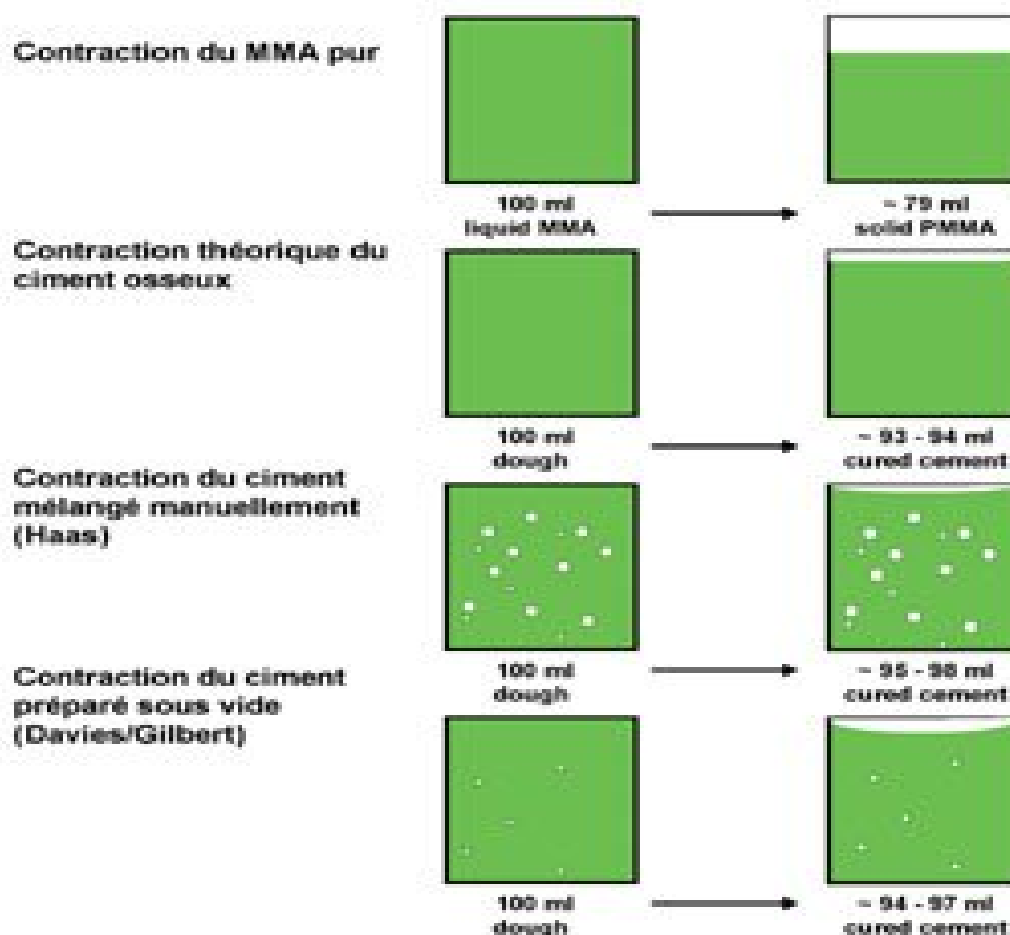 Contraction du MMA pur
100 ml
liquid MMA
~ 79 ml
solid PMMA
Contraction théorique du
ciment osseux
100 ml
dough
~ 93 - 94 ml
cured cement
Contraction du ciment
mélangé manuellement
(Haas)
100 ml
dough
~ 95 - 98 ml
cured cement
Contraction du ciment
préparé sous vide
(Davies/Gilbert)
100 ml
dough
~ 94 - 97 ml
cured cement